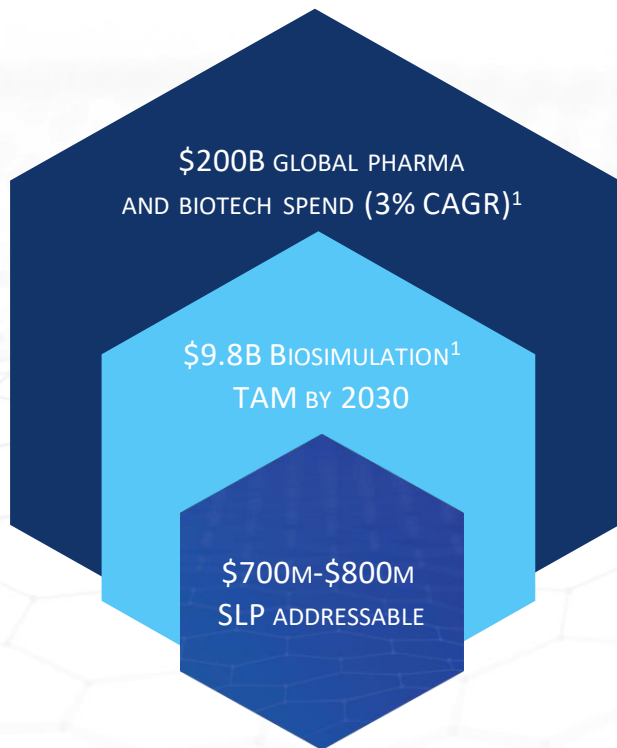 $200B GLOBAL PHARMA
AND BIOTECH SPEND (3% CAGR)¹
$9.8B BIOSIMULATION¹
TAM BY 2030
$700M-$800M
SLP ADDRESSABLE